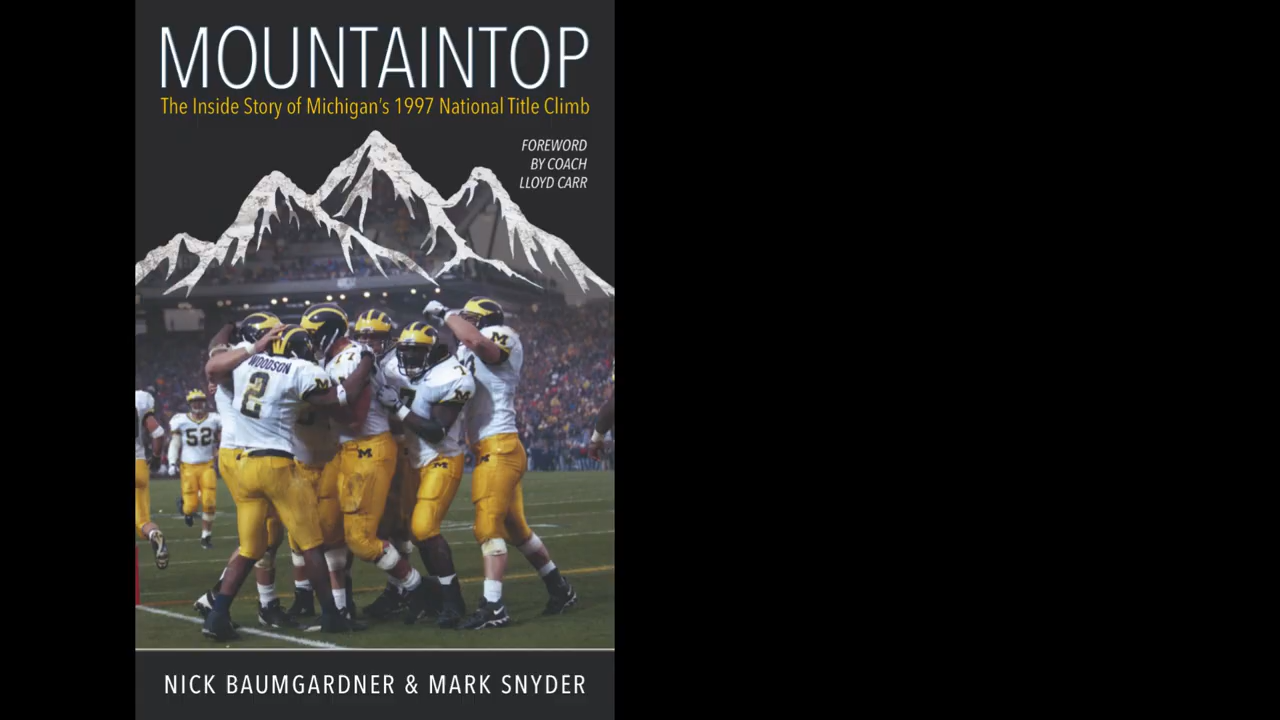 MOUNTAINTOP
The Inside Story of Michigan's 1997 National Title Climb
FOREWORD
BY COACH
LLOYD CARR
WOODSON
2
77
M
52
M
M
M
M
M
NICK BAUMGARDNER & MARK SNYDER